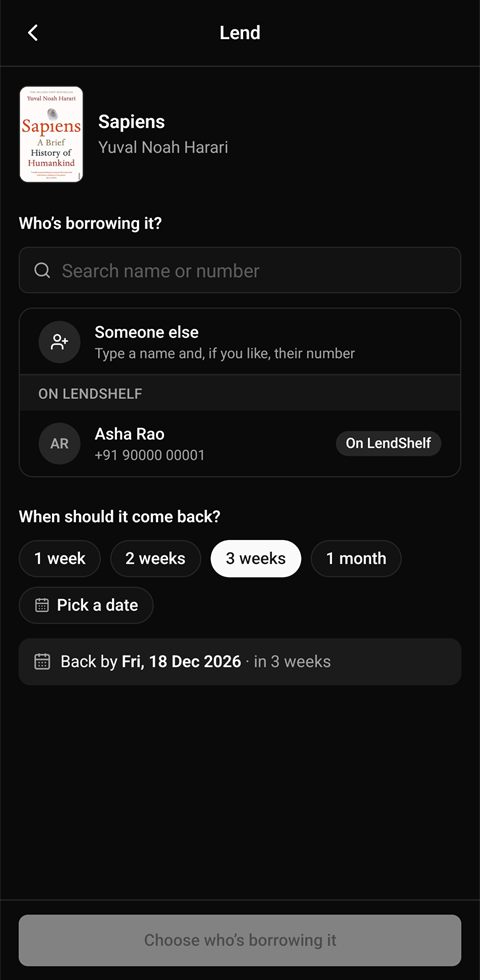 Lend
Yuval Noah Harari
Sapiens
A Brief
History of
Humankind
Sapiens
Yuval Noah Harari
Who’s borrowing it?
Search name or number
Someone else
Type a name and, if you like, their number
ON LENDSHELF
AR
Asha Rao
On LendShelf
+91 90000 00001
When should it come back?
1 week
2 weeks
3 weeks
1 month
Pick a date
Back by Fri, 18 Dec 2026 · in 3 weeks
Choose who’s borrowing it